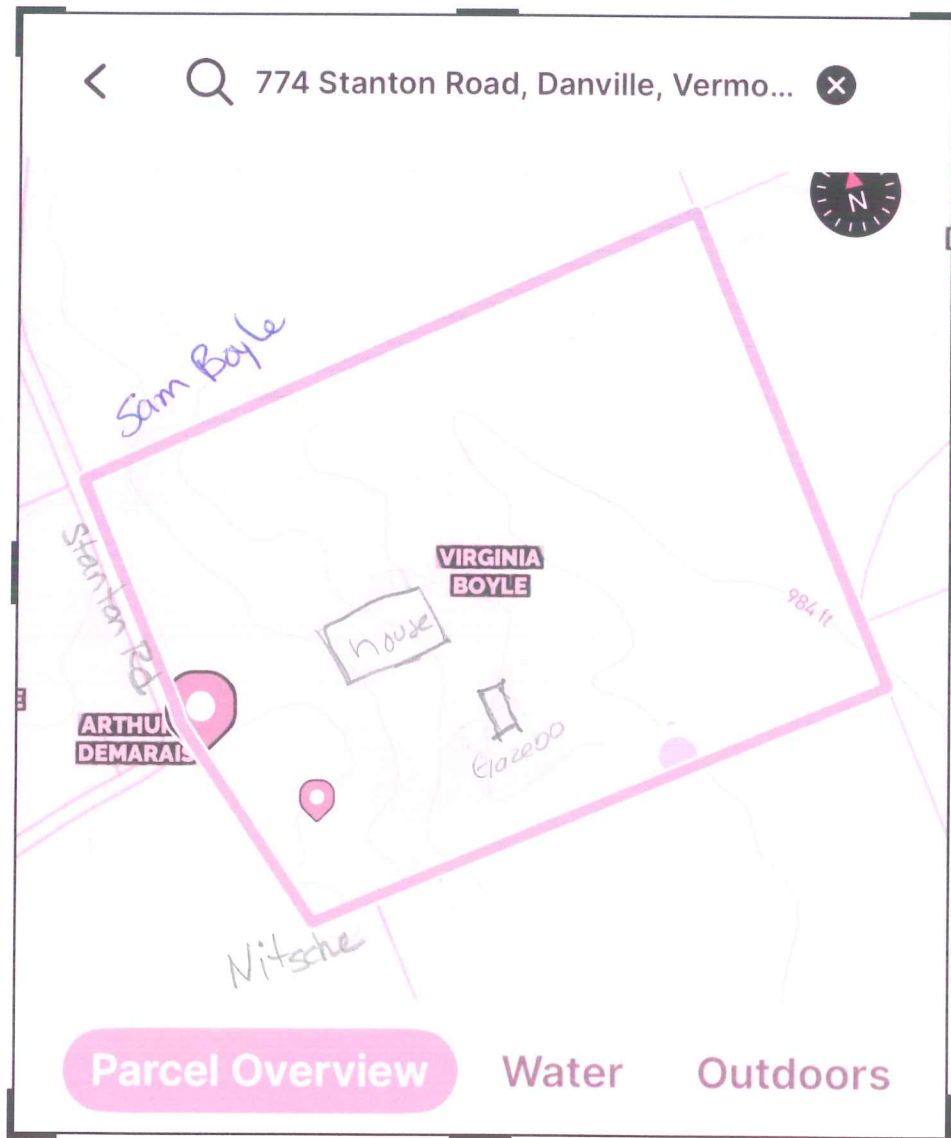 774 Stanton Road, Danville, Vermo...
N
Sam Boyle
Stanton Rd
VIRGINIA
BOYLE
house
984 ft
ARTHUR
DEMARAIS
Gazebo
Nitsche
Parcel Overview Water Outdoors